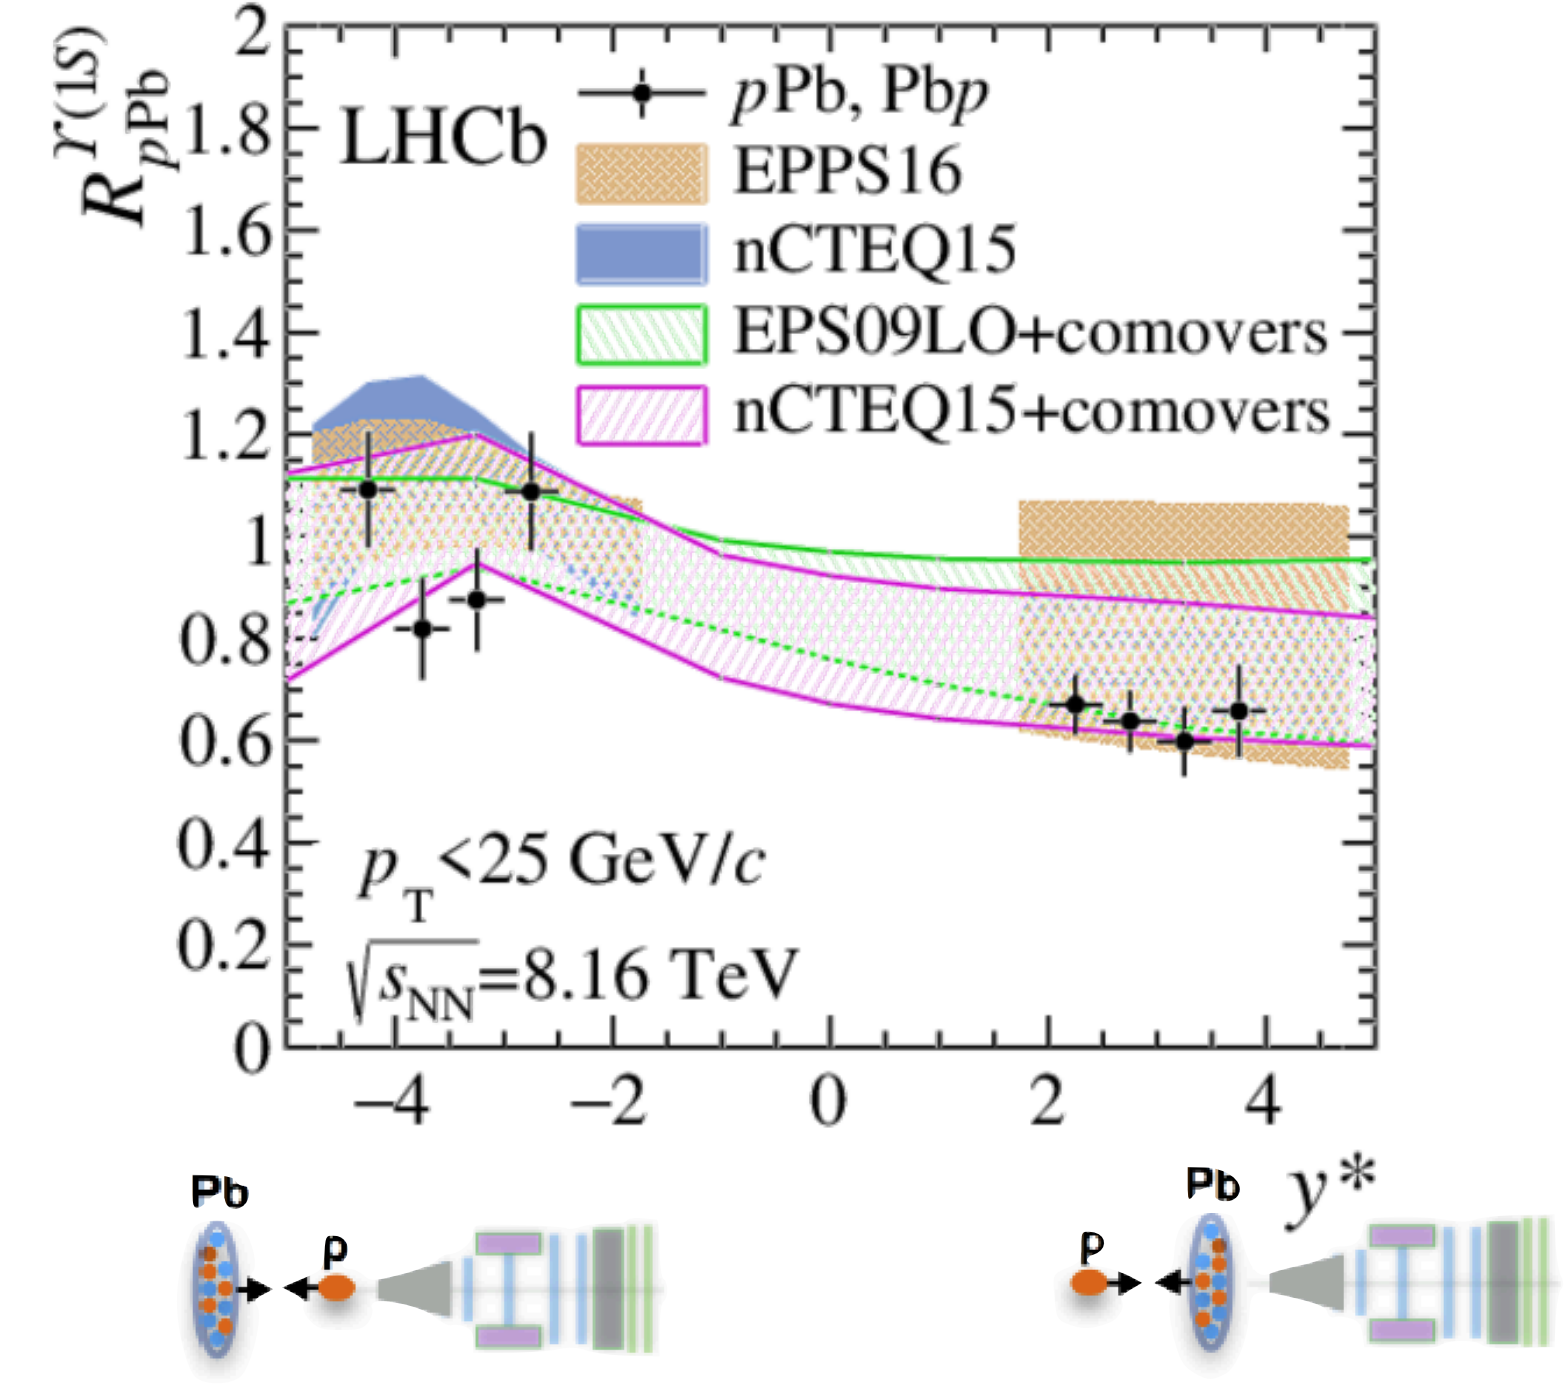 R_{pPb}^{ϒ(1S)}
LHCb
pPb, Pbp
EPPS16
nCTEQ15
EPS09LO+comovers
nCTEQ15+comovers
2
1.8
1.6
1.4
1.2
1
0.8
0.6
0.4
0.2
0
p_T<25 GeV/c
√s_NN=8.16 TeV
−4 −2 0 2 4
y*
Pb
p
Pb
p